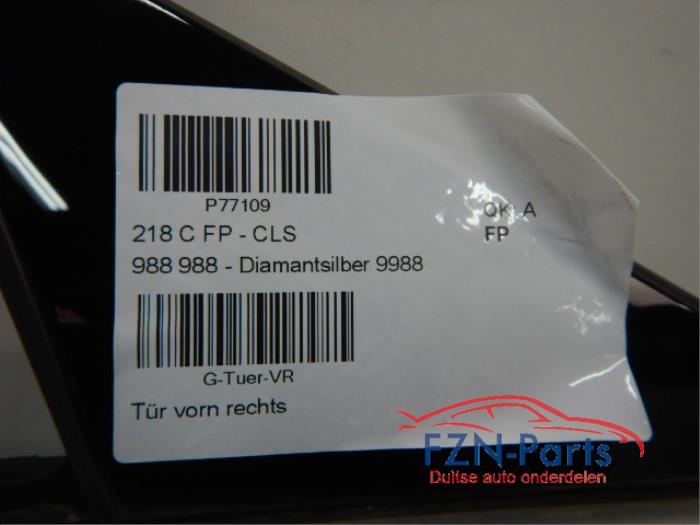 P77109
QK A
218 C FP - CLS
FP
988 988 - Diamantsilber 9988
G-Tuer-VR
Tür vorn rechts
FZN-Parts
Duitse auto onderdelen